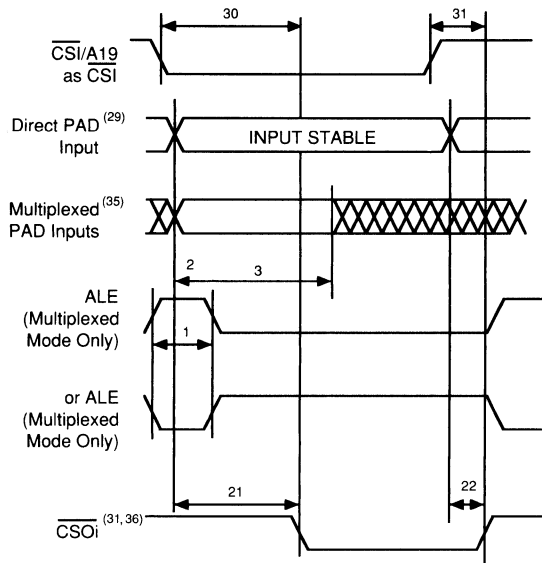 30
31
CSI/A19
as CSI
Direct PAD (29)
Input
INPUT STABLE
Multiplexed (35)
PAD Inputs
2
3
ALE
(Multiplexed
Mode Only)
1
or ALE
(Multiplexed
Mode Only)
21
22
CSOi (31, 36)